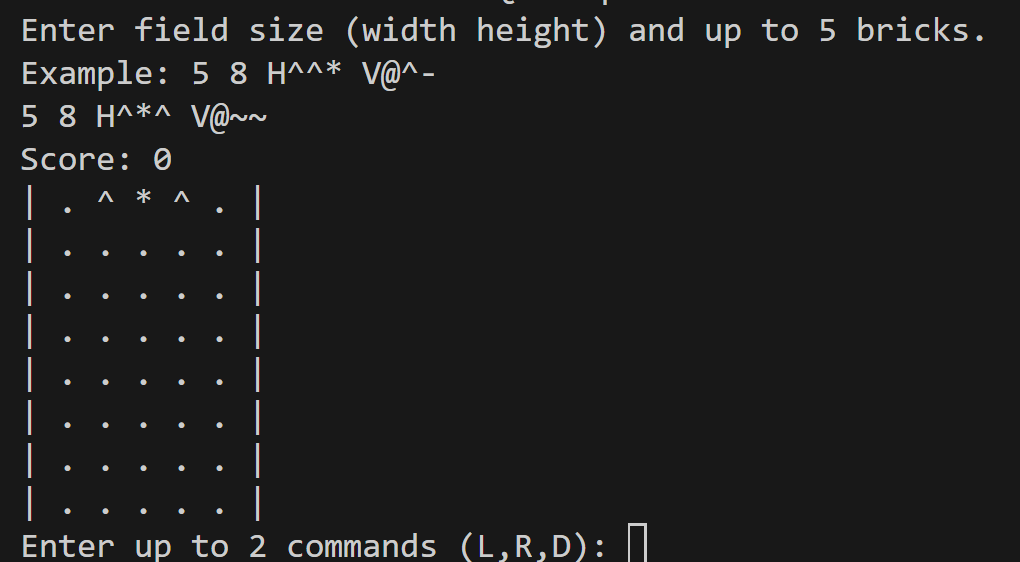 Enter field size (width height) and up to 5 bricks.
Example: 5 8 H^^* V@^-
5 8 H^*^ V@~~
Score: 0
| . ^ * ^ . |
| . . . . . |
| . . . . . |
| . . . . . |
| . . . . . |
| . . . . . |
| . . . . . |
| . . . . . |
Enter up to 2 commands (L,R,D):